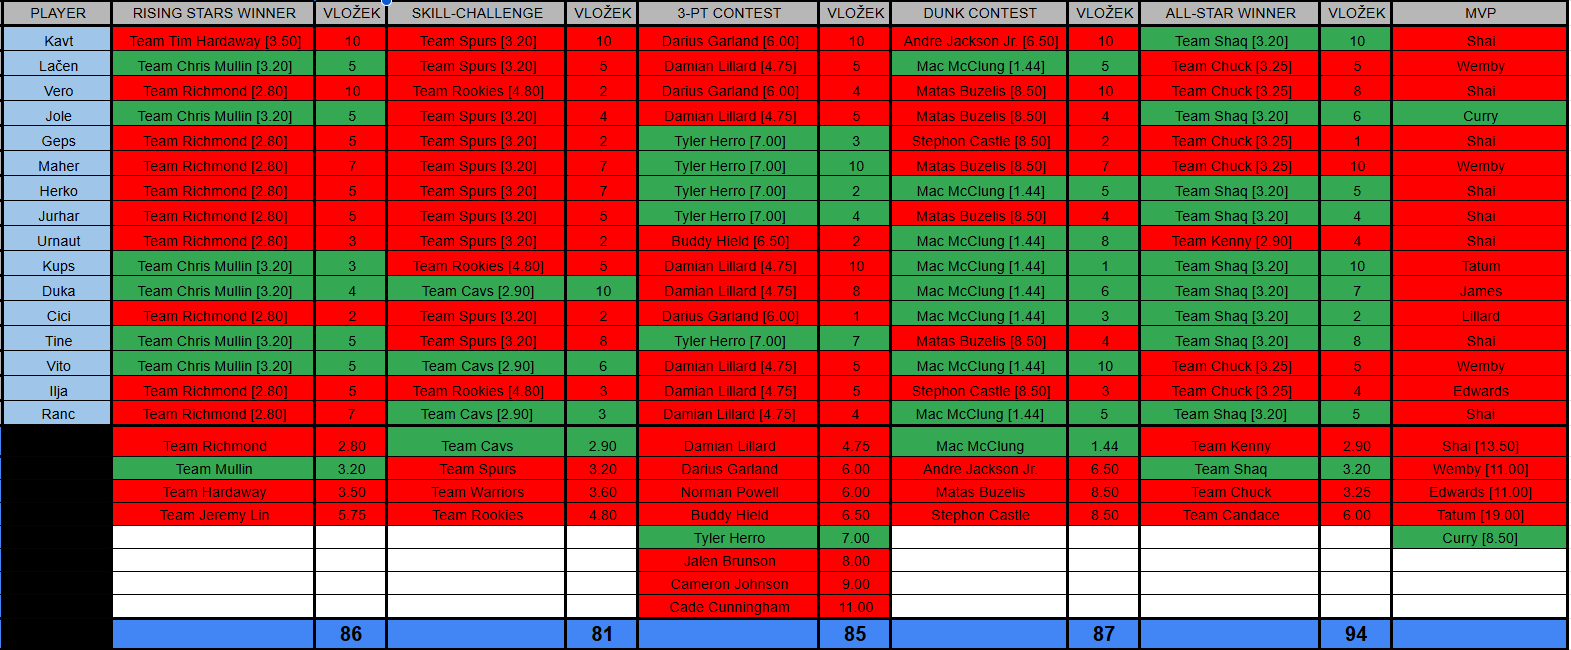 PLAYER RISING STARS WINNER VLOŽEK SKILL-CHALLENGE VLOŽEK 3-PT CONTEST VLOŽEK DUNK CONTEST VLOŽEK ALL-STAR WINNER VLOŽEK MVP
Kavt Team Tim Hardaway [3.50] 10 Team Spurs [3.20] 10 Darius Garland [6.00] 10 Andre Jackson Jr. [6.50] 10 Team Shaq [3.20] 10 Shai
Lačen Team Chris Mullin [3.20] 5 Team Spurs [3.20] 5 Damian Lillard [4.75] 5 Mac McClung [1.44] 5 Team Chuck [3.25] 5 Wemby
Vero Team Richmond [2.80] 10 Team Rookies [4.80] 2 Darius Garland [6.00] 4 Matas Buzelis [8.50] 10 Team Chuck [3.25] 8 Shai
Jole Team Chris Mullin [3.20] 5 Team Spurs [3.20] 4 Damian Lillard [4.75] 5 Matas Buzelis [8.50] 4 Team Shaq [3.20] 6 Curry
Geps Team Richmond [2.80] 5 Team Spurs [3.20] 2 Tyler Herro [7.00] 3 Stephon Castle [8.50] 2 Team Chuck [3.25] 1 Shai
Maher Team Richmond [2.80] 7 Team Spurs [3.20] 7 Tyler Herro [7.00] 10 Matas Buzelis [8.50] 7 Team Chuck [3.25] 10 Wemby
Herko Team Richmond [2.80] 5 Team Spurs [3.20] 7 Tyler Herro [7.00] 2 Mac McClung [1.44] 5 Team Shaq [3.20] 5 Shai
Jurhar Team Richmond [2.80] 5 Team Spurs [3.20] 5 Tyler Herro [7.00] 4 Matas Buzelis [8.50] 4 Team Shaq [3.20] 4 Shai
Urnaut Team Richmond [2.80] 3 Team Spurs [3.20] 2 Buddy Hield [6.50] 2 Mac McClung [1.44] 8 Team Kenny [2.90] 4 Shai
Kups Team Chris Mullin [3.20] 3 Team Rookies [4.80] 5 Damian Lillard [4.75] 10 Mac McClung [1.44] 1 Team Shaq [3.20] 10 Tatum
Duka Team Chris Mullin [3.20] 4 Team Cavs [2.90] 10 Damian Lillard [4.75] 8 Mac McClung [1.44] 6 Team Shaq [3.20] 7 James
Cici Team Richmond [2.80] 2 Team Spurs [3.20] 2 Darius Garland [6.00] 1 Mac McClung [1.44] 3 Team Shaq [3.20] 2 Lillard
Tine Team Chris Mullin [3.20] 5 Team Spurs [3.20] 8 Tyler Herro [7.00] 7 Matas Buzelis [8.50] 4 Team Shaq [3.20] 8 Shai
Vito Team Chris Mullin [3.20] 5 Team Cavs [2.90] 6 Damian Lillard [4.75] 5 Mac McClung [1.44] 10 Team Chuck [3.25] 5 Wemby
Ilja Team Richmond [2.80] 5 Team Rookies [4.80] 3 Damian Lillard [4.75] 5 Stephon Castle [8.50] 3 Team Chuck [3.25] 4 Edwards
Ranc Team Richmond [2.80] 7 Team Cavs [2.90] 3 Damian Lillard [4.75] 4 Mac McClung [1.44] 5 Team Shaq [3.20] 5 Shai
Team Richmond 2.80 Team Cavs 2.90 Damian Lillard 4.75 Mac McClung 1.44 Team Kenny 2.90 Shai [13.50]
Team Mullin 3.20 Team Spurs 3.20 Darius Garland 6.00 Andre Jackson Jr. 6.50 Team Shaq 3.20 Wemby [11.00]
Team Hardaway 3.50 Team Warriors 3.60 Norman Powell 6.00 Matas Buzelis 8.50 Team Chuck 3.25 Edwards [11.00]
Team Jeremy Lin 5.75 Team Rookies 4.80 Buddy Hield 6.50 Stephon Castle 8.50 Team Candace 6.00 Tatum [19.00]
Tyler Herro 7.00 Curry [8.50]
Jalen Brunson 8.00
Cameron Johnson 9.00
Cade Cunningham 11.00
86 81 85 87 94